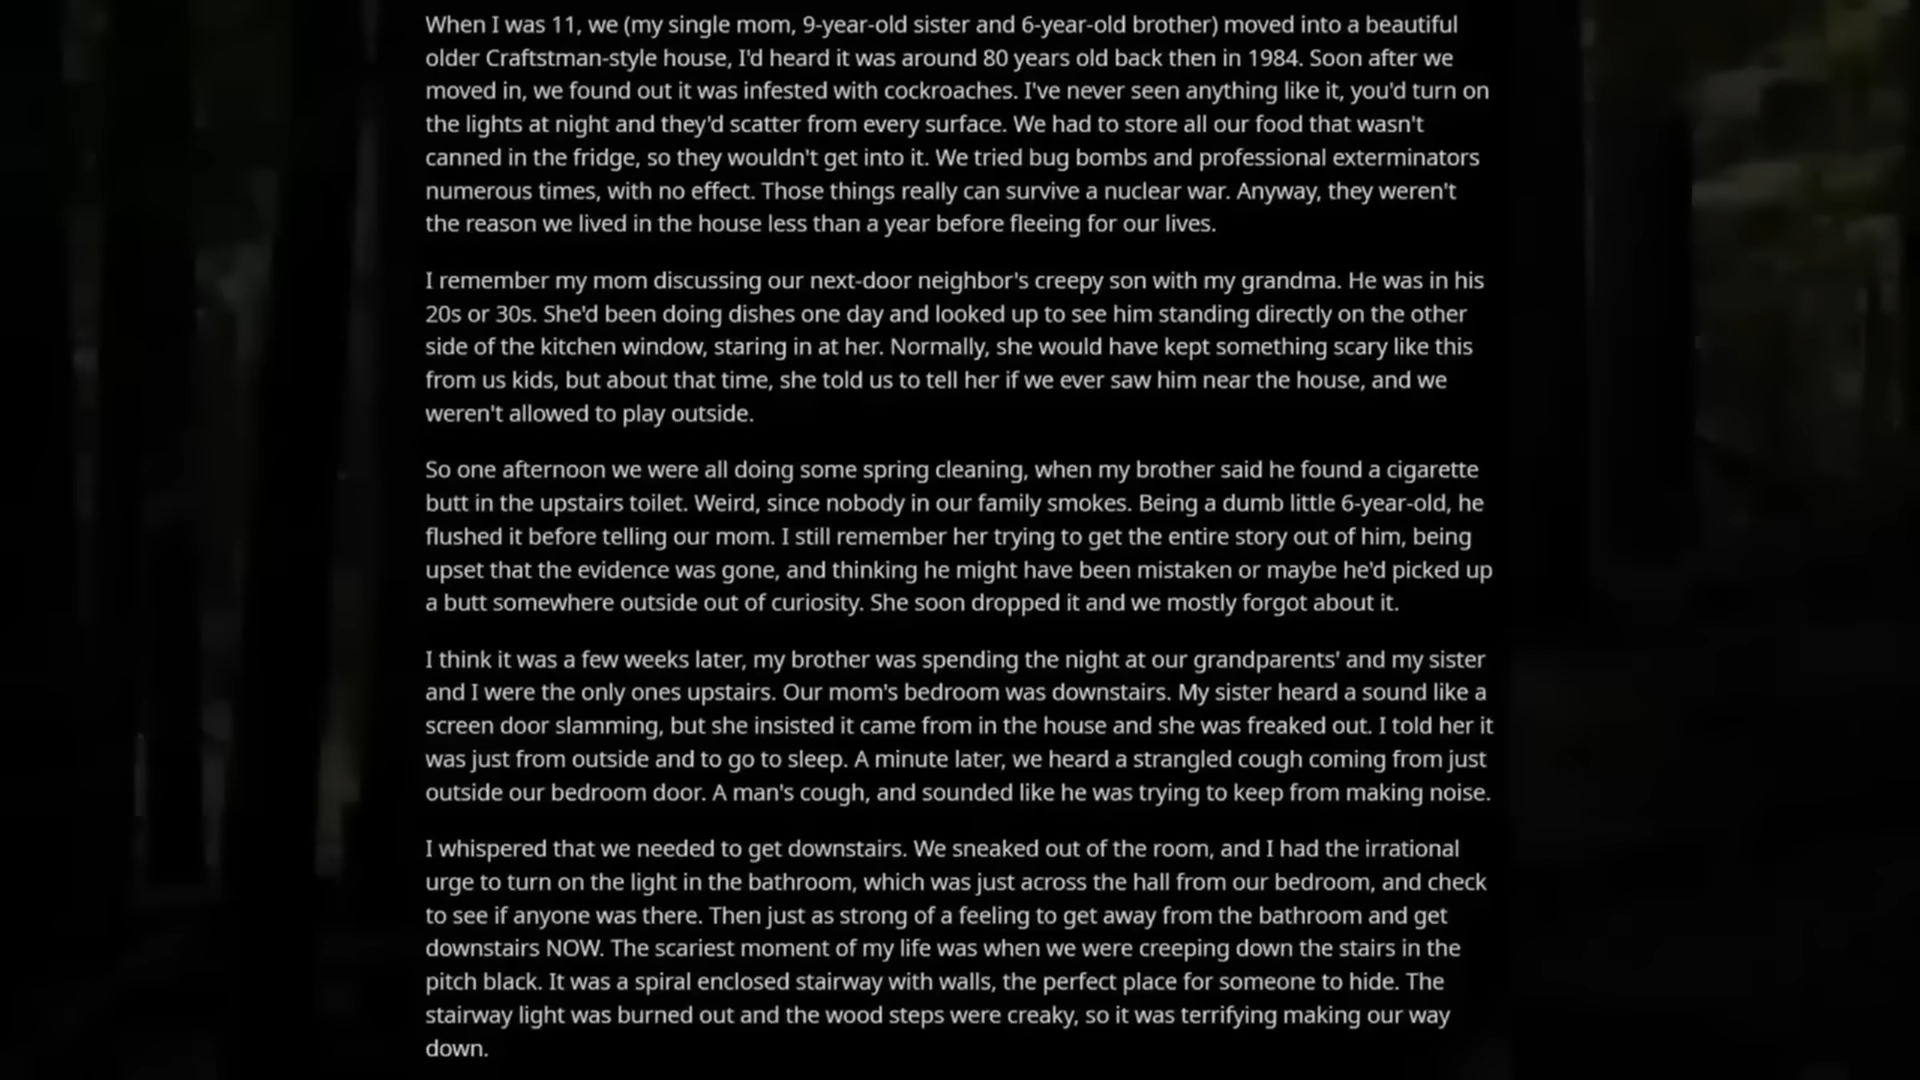 When I was 11, we (my single mom, 9-year-old sister and 6-year-old brother) moved into a beautiful
older Craftstman-style house, I'd heard it was around 80 years old back then in 1984. Soon after we
moved in, we found out it was infested with cockroaches. I've never seen anything like it, you'd turn on
the lights at night and they'd scatter from every surface. We had to store all our food that wasn't
canned in the fridge, so they wouldn't get into it. We tried bug bombs and professional exterminators
numerous times, with no effect. Those things really can survive a nuclear war. Anyway, they weren't
the reason we lived in the house less than a year before fleeing for our lives.
I remember my mom discussing our next-door neighbor's creepy son with my grandma. He was in his
20s or 30s. She'd been doing dishes one day and looked up to see him standing directly on the other
side of the kitchen window, staring in at her. Normally, she would have kept something scary like this
from us kids, but about that time, she told us to tell her if we ever saw him near the house, and we
weren't allowed to play outside.
So one afternoon we were all doing some spring cleaning, when my brother said he found a cigarette
butt in the upstairs toilet. Weird, since nobody in our family smokes. Being a dumb little 6-year-old, he
flushed it before telling our mom. I still remember her trying to get the entire story out of him, being
upset that the evidence was gone, and thinking he might have been mistaken or maybe he'd picked up
a butt somewhere outside out of curiosity. She soon dropped it and we mostly forgot about it.
I think it was a few weeks later, my brother was spending the night at our grandparents' and my sister
and I were the only ones upstairs. Our mom's bedroom was downstairs. My sister heard a sound like a
screen door slamming, but she insisted it came from in the house and she was freaked out. I told her it
was just from outside and to go to sleep. A minute later, we heard a strangled cough coming from just
outside our bedroom door. A man's cough, and sounded like he was trying to keep from making noise.
I whispered that we needed to get downstairs. We sneaked out of the room, and I had the irrational
urge to turn on the light in the bathroom, which was just across the hall from our bedroom, and check
to see if anyone was there. Then just as strong of a feeling to get away from the bathroom and get
downstairs NOW. The scariest moment of my life was when we were creeping down the stairs in the
pitch black. It was a spiral enclosed stairway with walls, the perfect place for someone to hide. The
stairway light was burned out and the wood steps were creaky, so it was terrifying making our way
down.